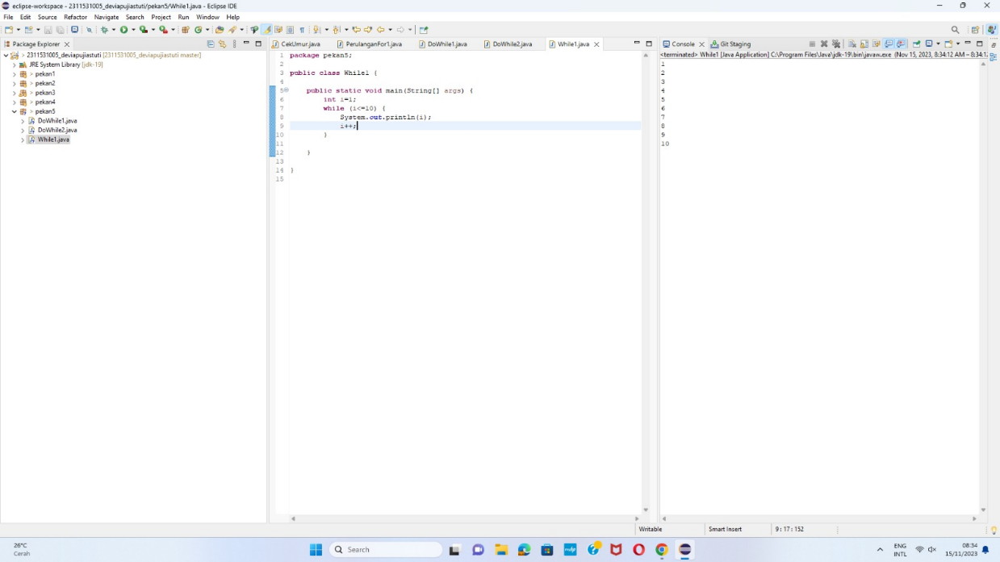 eclipse-workspace - 2311531005_deviapujiastuti/pekan5/While1.java - Eclipse IDE
File Edit Source Refactor Navigate Search Project Run Window Help
Package Explorer
2311531005_deviapujiastuti [2311531005_deviapujiastuti master]
JRE System Library [jdk-19]
> pekan1
> pekan2
> pekan3
> pekan4
> pekan5
DoWhile1.java
DoWhile2.java
While1.java
CekUmur.java PerulanganFor1.java DoWhile1.java DoWhile2.java While1.java
1 package pekan5;
2
3 public class While1 {
4
5 public static void main(String[] args) {
6 int i=1;
7 while (i<=10) {
8 System.out.println(i);
9 i++;
10 }
11
12 }
13
14 }
15
Console Git Staging
<terminated> While1 [Java Application] C:\Program Files\Java\jdk-19\bin\javaw.exe (Nov 15, 2023, 8:34:12 AM – 8:34:12
1
2
3
4
5
6
7
8
9
10
Writable Smart Insert 9 : 17 : 152
26°C
Cerah
Search
ENG
INTL
08:34
15/11/2023